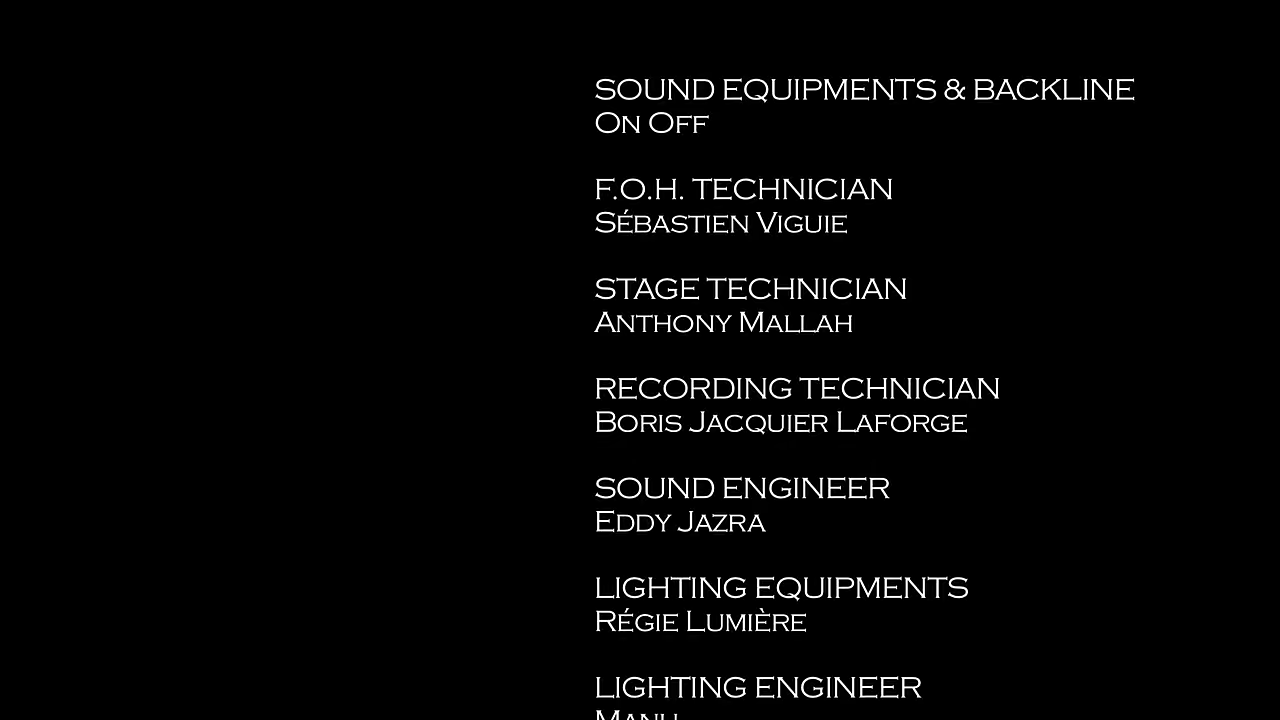 SOUND EQUIPMENTS & BACKLINE
On Off
F.O.H. TECHNICIAN
Sébastien Viguie
STAGE TECHNICIAN
Anthony Mallah
RECORDING TECHNICIAN
Boris Jacquier Laforge
SOUND ENGINEER
Eddy Jazra
LIGHTING EQUIPMENTS
Régie Lumière
LIGHTING ENGINEER